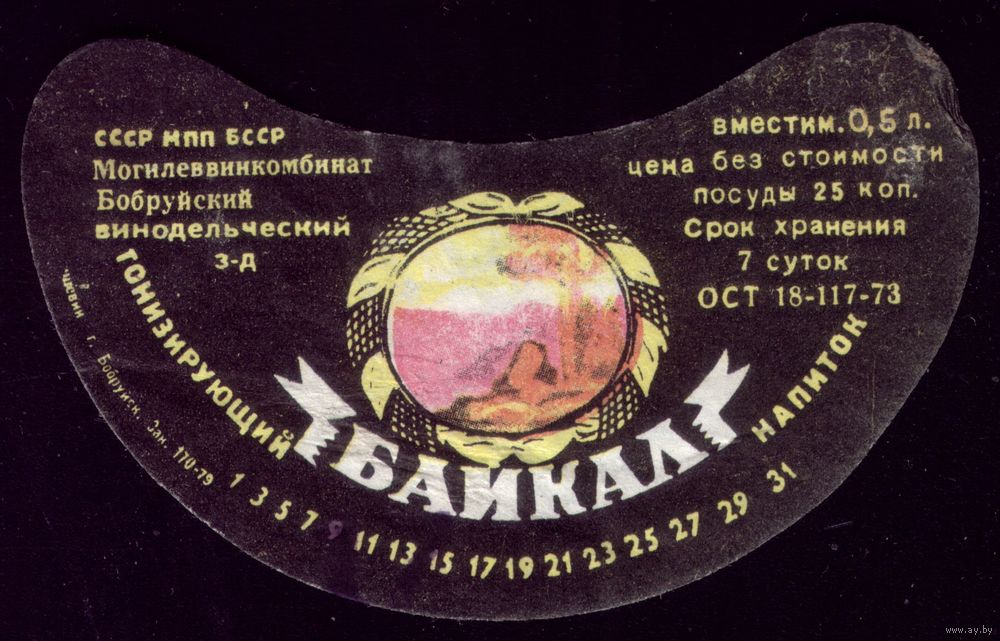 СССР МПП БССР
Могилеввинкомбинат
Бобруйский
винодельческий
з-д
вместим. 0,5 л.
цена без стоимости
посуды 25 коп.
Срок хранения
7 суток
ОСТ 18-117-73
ТОНИЗИРУЮЩИЙ НАПИТОК
БАЙКАЛ
г. Бобруйск. Зак. 170-79
1 3 5 7 9 11 13 15 17 19 21 23 25 27 29 31
www.ay.by